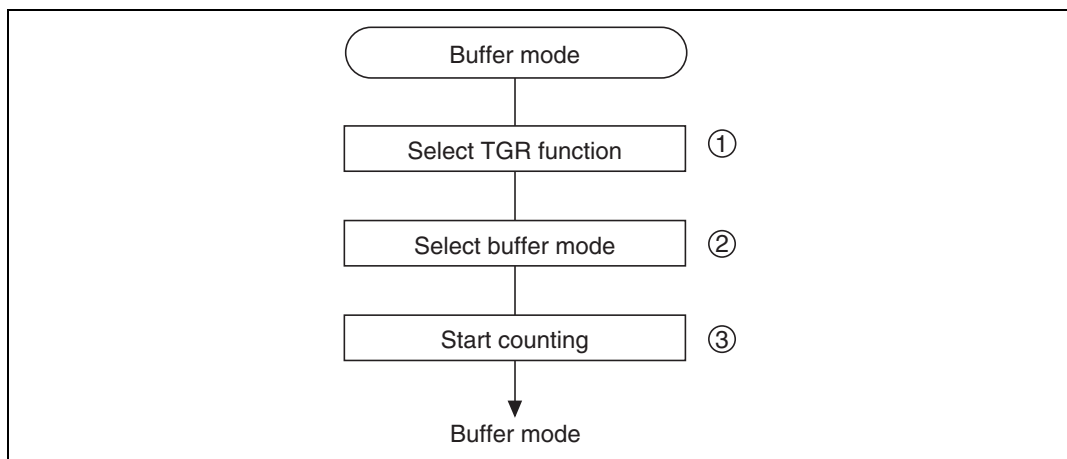 Buffer mode
Select TGR function ①
Select buffer mode ②
Start counting ③
Buffer mode